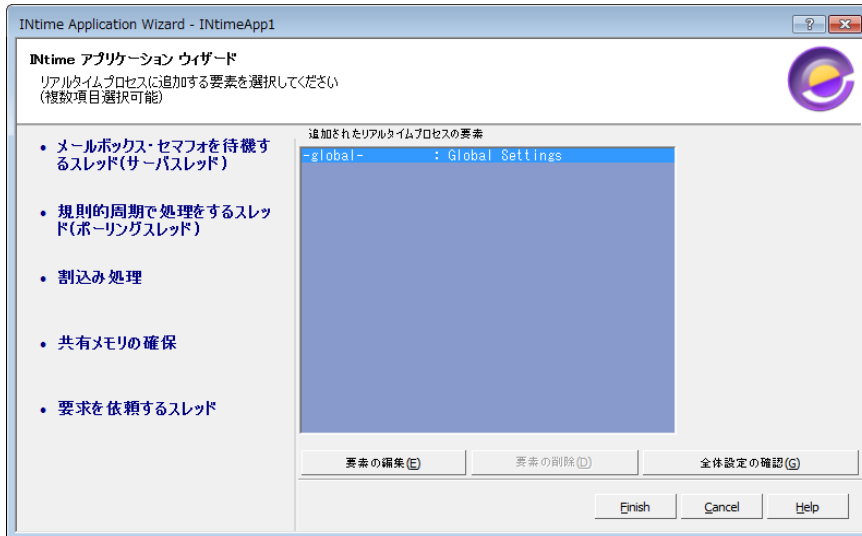 INtime Application Wizard - INtimeApp1
INtime アプリケーション ウィザード
リアルタイムプロセスに追加する要素を選択してください
(複数項目選択可能)
• メールボックス・セマフォを待機す
るスレッド(サーバスレッド)
• 規則的周期で処理をするスレッ
ド(ポーリングスレッド)
• 割込み処理
• 共有メモリの確保
• 要求を依頼するスレッド
追加されたリアルタイムプロセスの要素
-global- : Global Settings
要素の編集(E)
要素の削除(D)
全体設定の確認(G)
Finish
Cancel
Help